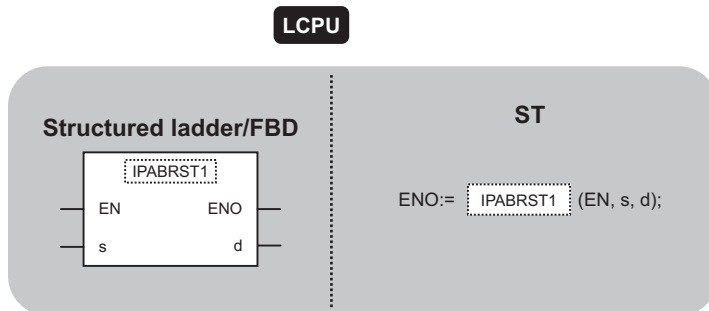 LCPU
Structured ladder/FBD
IPABRST1
EN ENO
s d
ST
ENO:= IPABRST1 (EN, s, d);